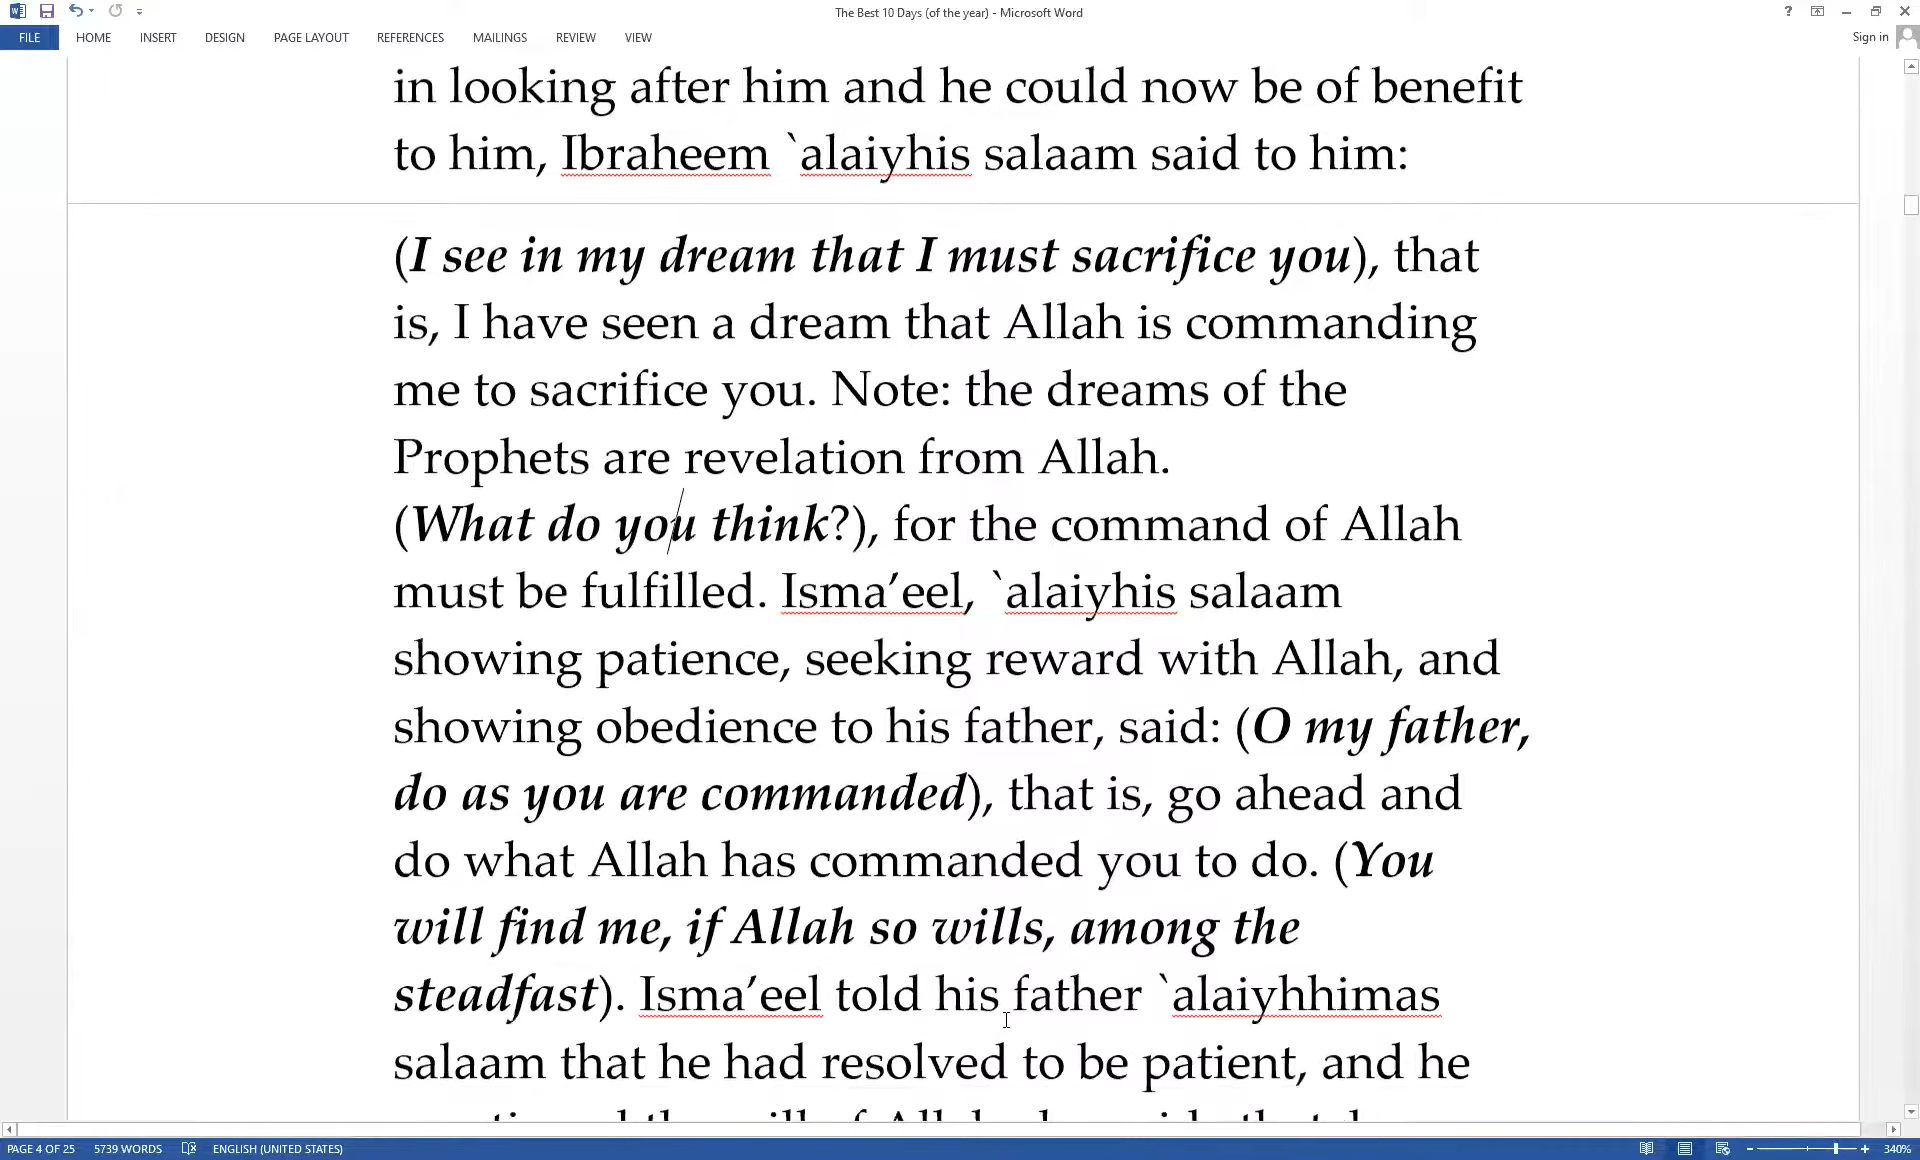 The Best 10 Days (of the year) - Microsoft Word
FILE HOME INSERT DESIGN PAGE LAYOUT REFERENCES MAILINGS REVIEW VIEW Sign in
in looking after him and he could now be of benefit
to him, Ibraheem `alaiyhis salaam said to him:
(I see in my dream that I must sacrifice you), that
is, I have seen a dream that Allah is commanding
me to sacrifice you. Note: the dreams of the
Prophets are revelation from Allah.
(What do you think?), for the command of Allah
must be fulfilled. Isma’eel, `alaiyhis salaam
showing patience, seeking reward with Allah, and
showing obedience to his father, said: (O my father,
do as you are commanded), that is, go ahead and
do what Allah has commanded you to do. (You
will find me, if Allah so wills, among the
steadfast). Isma’eel told his father `alaiyhhimas
salaam that he had resolved to be patient, and he
PAGE 4 OF 25 5739 WORDS ENGLISH (UNITED STATES) 340%